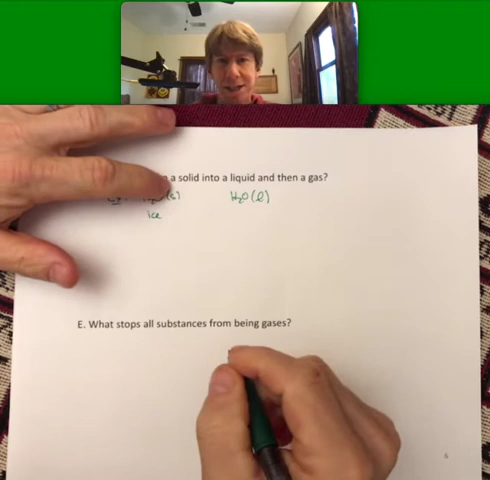 a solid into a liquid and then a gas?
(s) H₂O(l)
ice
E. What stops all substances from being gases?
6